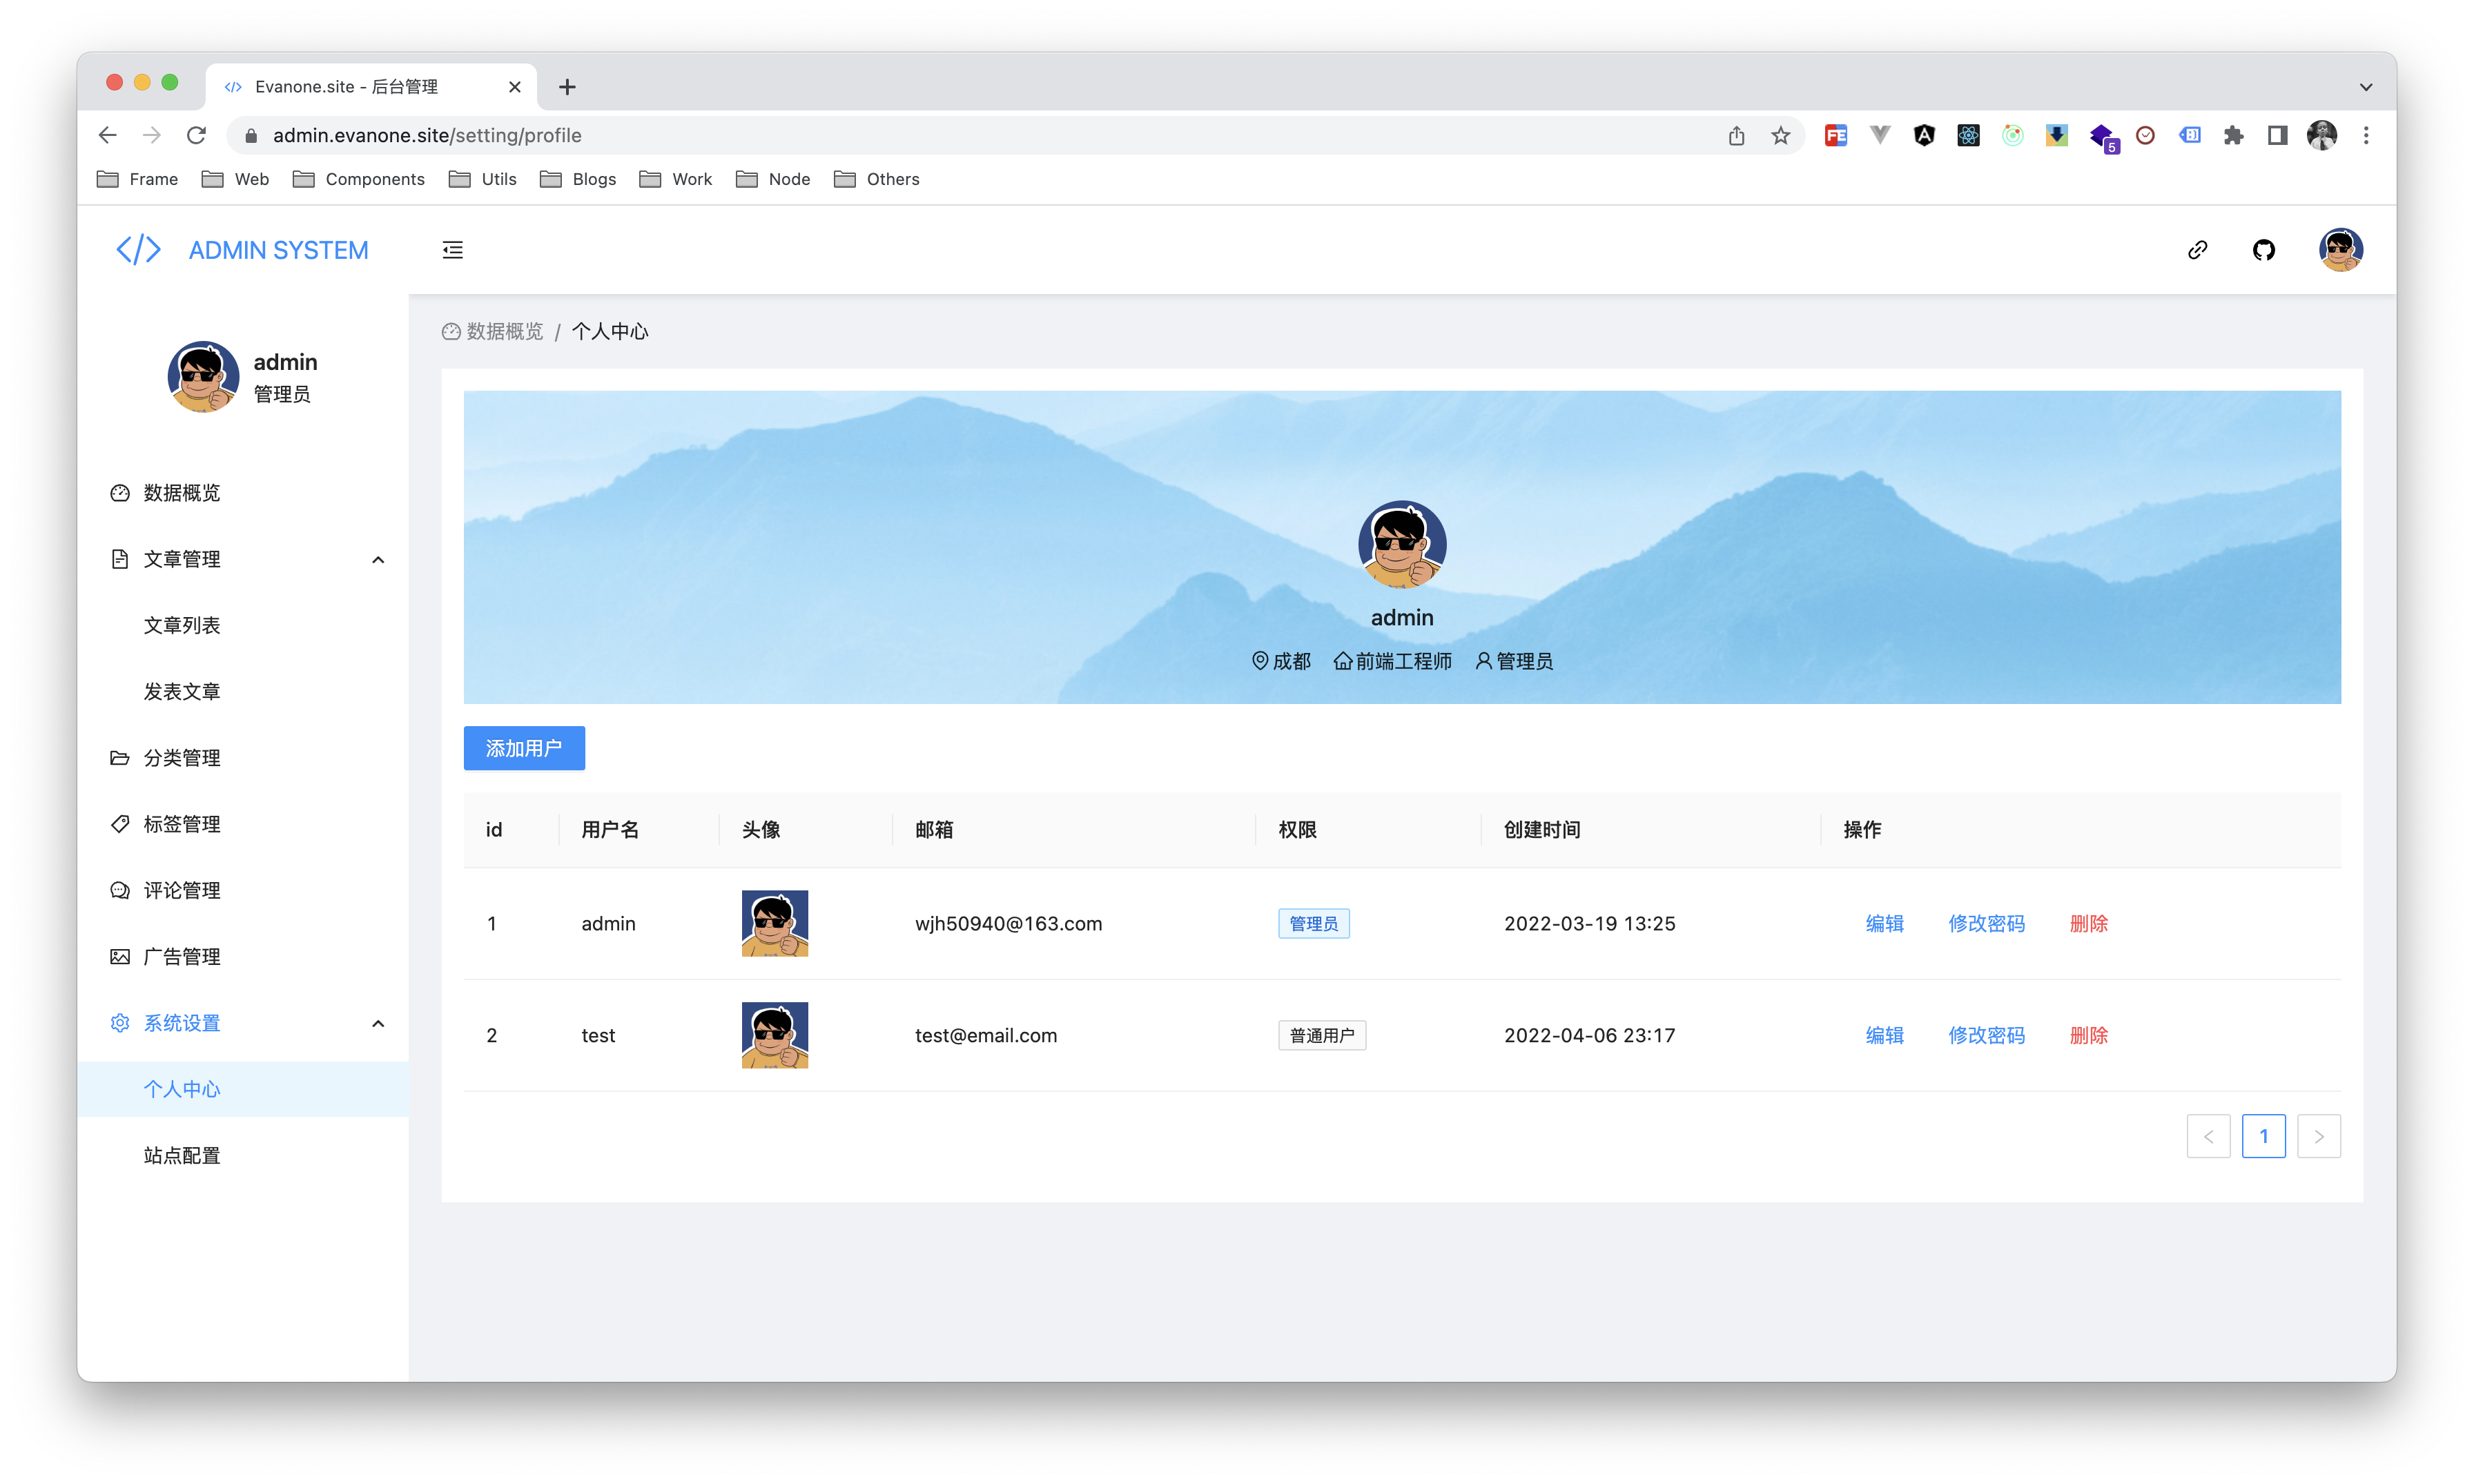 Evanone.site - 后台管理
admin.evanone.site/setting/profile
5
Frame Web Components Utils Blogs Work Node Others
ADMIN SYSTEM
admin
管理员
数据概览
文章管理
文章列表
发表文章
分类管理
标签管理
评论管理
广告管理
系统设置
个人中心
站点配置
数据概览 / 个人中心
admin
成都 前端工程师 管理员
添加用户
id 用户名 头像 邮箱 权限 创建时间 操作
1 admin wjh50940@163.com 管理员 2022-03-19 13:25 编辑 修改密码 删除
2 test test@email.com 普通用户 2022-04-06 23:17 编辑 修改密码 删除
1